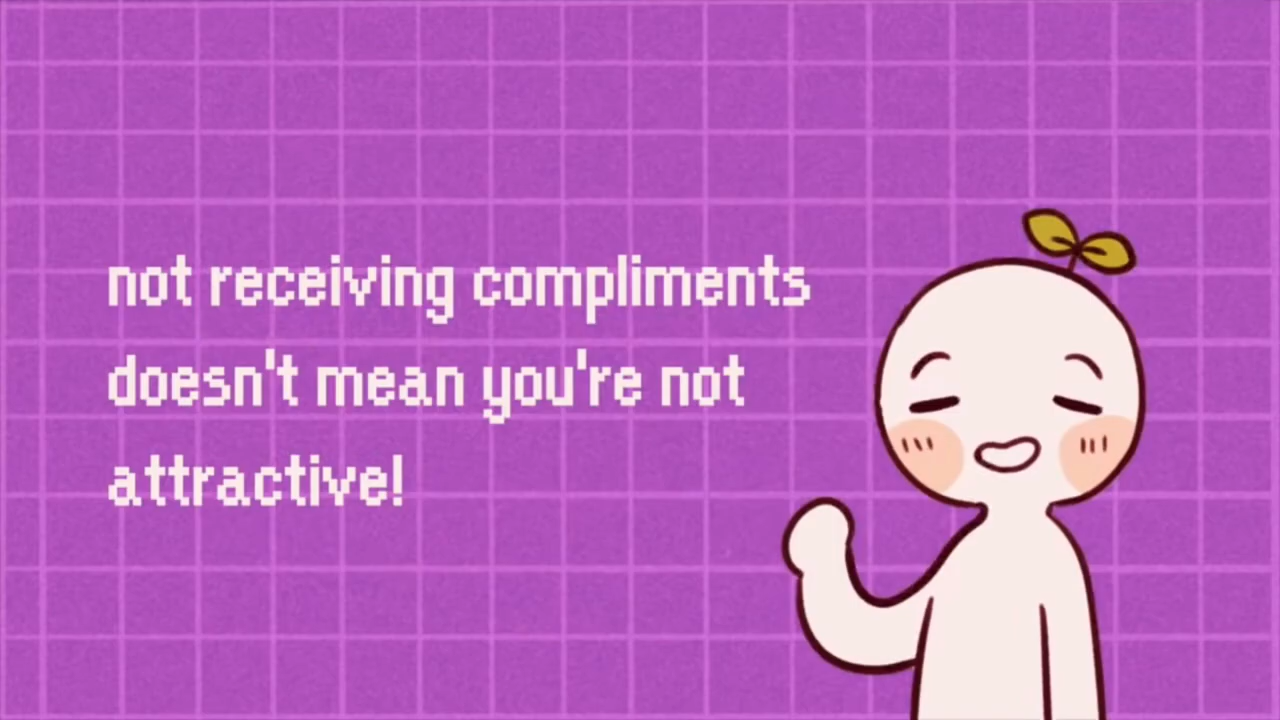 not receiving compliments
doesn't mean you're not
attractive!